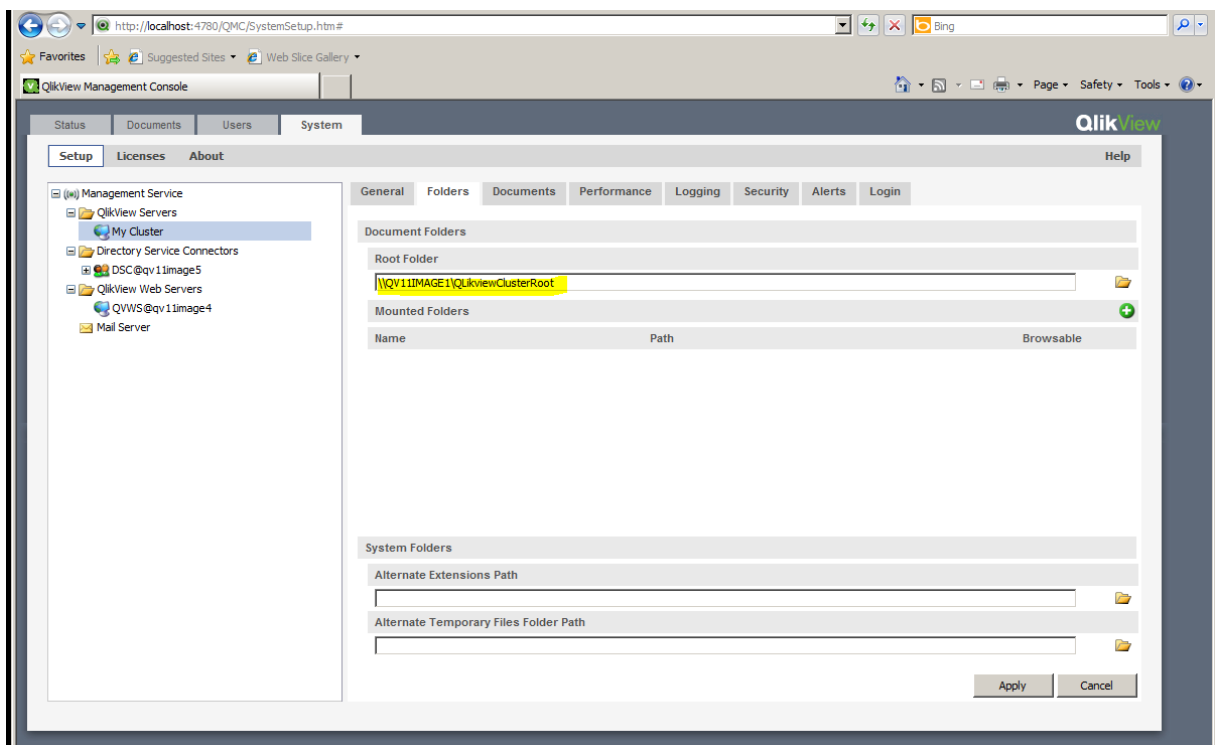 http://localhost:4780/QMC/SystemSetup.htm#
Bing
Favorites Suggested Sites Web Slice Gallery
QlikView Management Console
Page Safety Tools
Status Documents Users System
QlikView
Setup Licenses About Help
Management Service
QlikView Servers
My Cluster
Directory Service Connectors
DSC@qv11image5
QlikView Web Servers
QVWS@qv11image4
Mail Server
General Folders Documents Performance Logging Security Alerts Login
Document Folders
Root Folder
\\QV11IMAGE1\QLikviewClusterRoot
Mounted Folders
Name Path Browsable
System Folders
Alternate Extensions Path
Alternate Temporary Files Folder Path
Apply Cancel